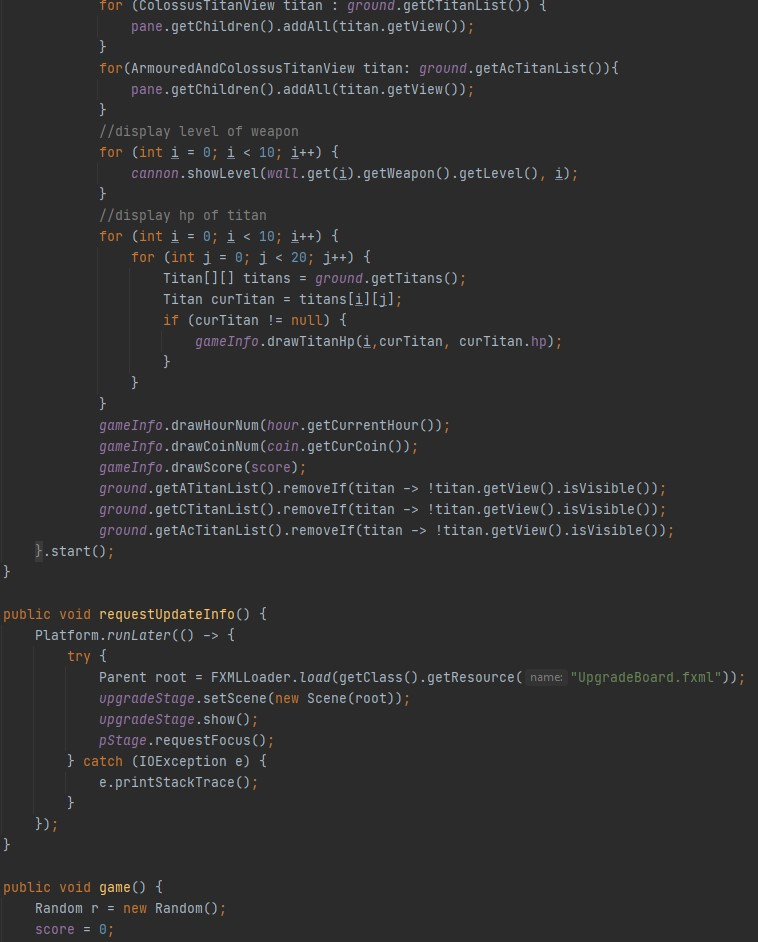 for (ColossusTitanView titan : ground.getCTitanList()) {
pane.getChildren().addAll(titan.getView());
}
for(ArmouredAndColossusTitanView titan: ground.getAcTitanList()){
pane.getChildren().addAll(titan.getView());
}
//display level of weapon
for (int i = 0; i < 10; i++) {
cannon.showLevel(wall.get(i).getWeapon().getLevel(), i);
}
//display hp of titan
for (int i = 0; i < 10; i++) {
for (int j = 0; j < 20; j++) {
Titan[][] titans = ground.getTitans();
Titan curTitan = titans[i][j];
if (curTitan != null) {
gameInfo.drawTitanHp(i,curTitan, curTitan.hp);
}
}
}
gameInfo.drawHourNum(hour.getCurrentHour());
gameInfo.drawCoinNum(coin.getCurCoin());
gameInfo.drawScore(score);
ground.getATitanList().removeIf(titan -> !titan.getView().isVisible());
ground.getCTitanList().removeIf(titan -> !titan.getView().isVisible());
ground.getAcTitanList().removeIf(titan -> !titan.getView().isVisible());
}.start();
}
public void requestUpdateInfo() {
Platform.runLater(() -> {
try {
Parent root = FXMLLoader.load(getClass().getResource( name: "UpgradeBoard.fxml"));
upgradeStage.setScene(new Scene(root));
upgradeStage.show();
pStage.requestFocus();
} catch (IOException e) {
e.printStackTrace();
}
});
}
public void game() {
Random r = new Random();
score = 0;